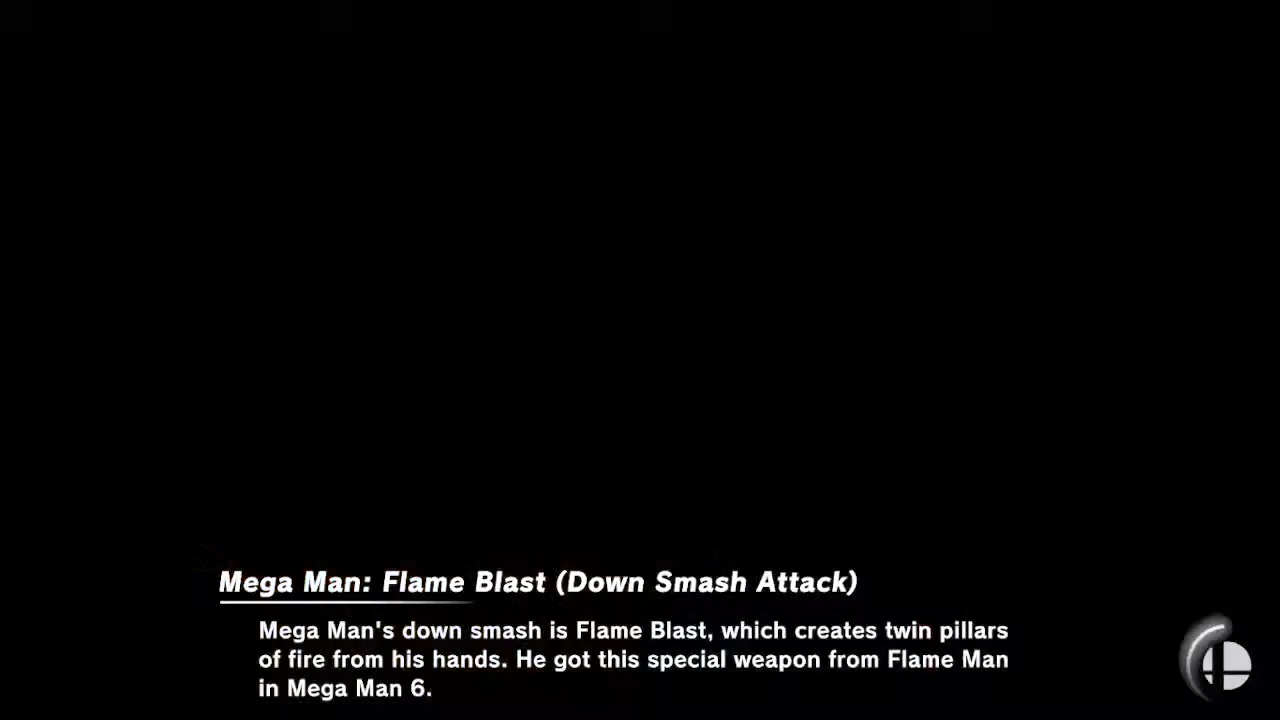 Mega Man: Flame Blast (Down Smash Attack)
Mega Man's down smash is Flame Blast, which creates twin pillars
of fire from his hands. He got this special weapon from Flame Man
in Mega Man 6.